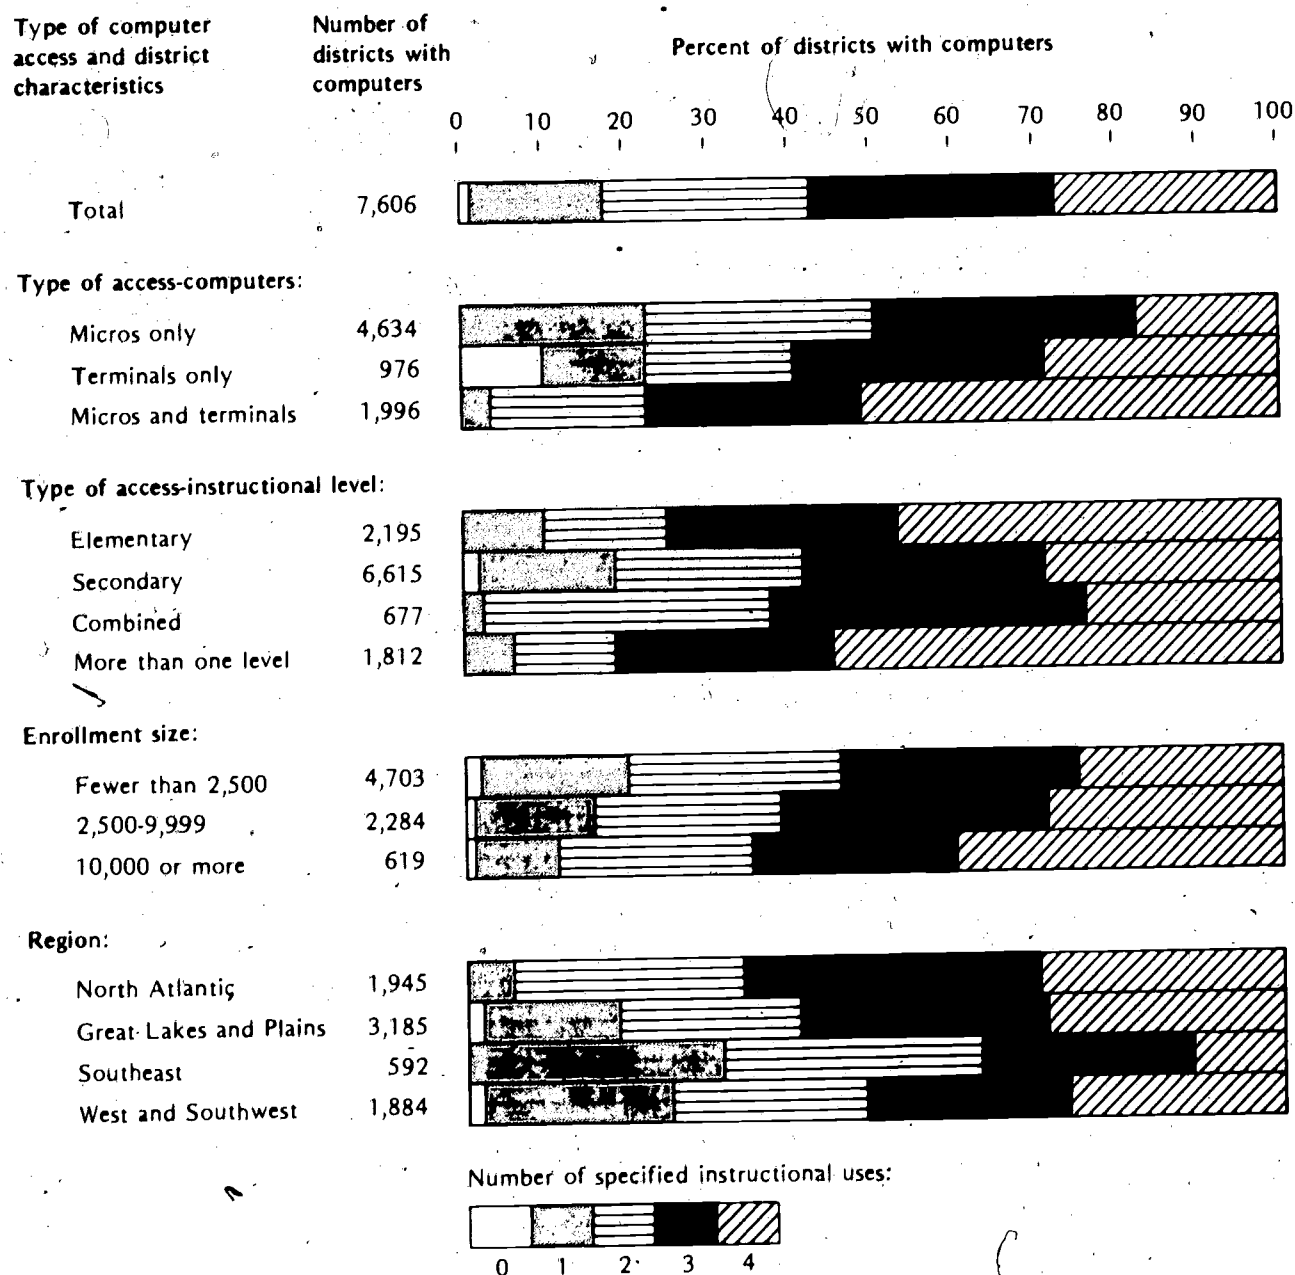 Type of computer access and district characteristics
Number of districts with computers
Percent of districts with computers
0 10 20 30 40 50 60 70 80 90 100
Total 7,606
Type of access-computers:
Micros only 4,634
Terminals only 976
Micros and terminals 1,996
Type of access-instructional level:
Elementary 2,195
Secondary 6,615
Combined 677
More than one level 1,812
Enrollment size:
Fewer than 2,500 4,703
2,500-9,999 2,284
10,000 or more 619
Region:
North Atlantic 1,945
Great Lakes and Plains 3,185
Southeast 592
West and Southwest 1,884
Number of specified instructional uses:
0 1 2 3 4